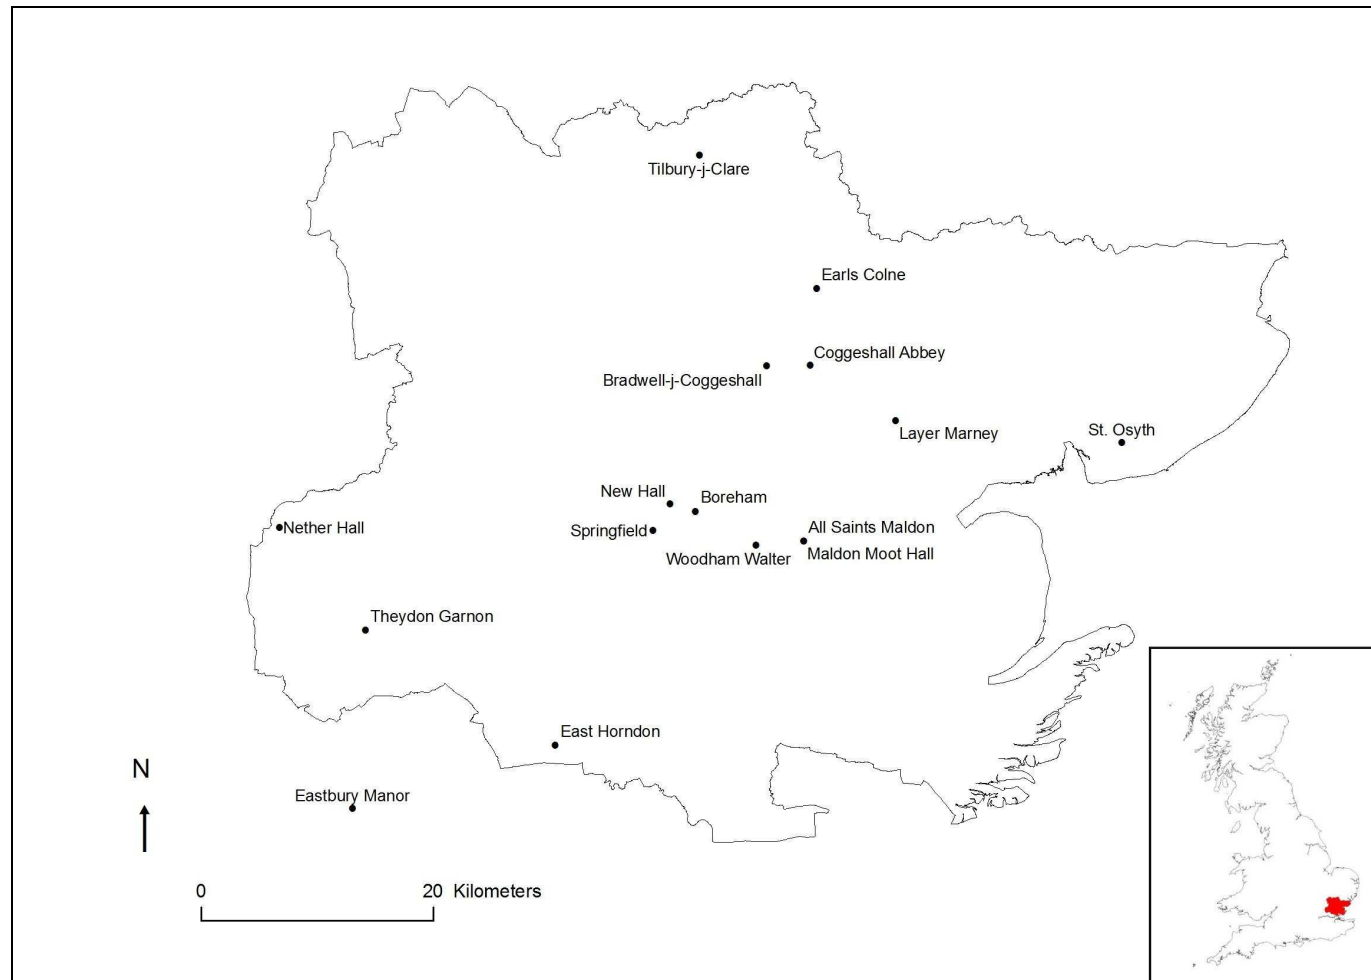 Tilbury-j-Clare
Earls Colne
Coggeshall Abbey
Bradwell-j-Coggeshall
Layer Marney
St. Osyth
New Hall
Boreham
Nether Hall
Springfield
All Saints Maldon
Woodham Walter
Maldon Moot Hall
Theydon Garnon
East Horndon
N
Eastbury Manor
0 20 Kilometers